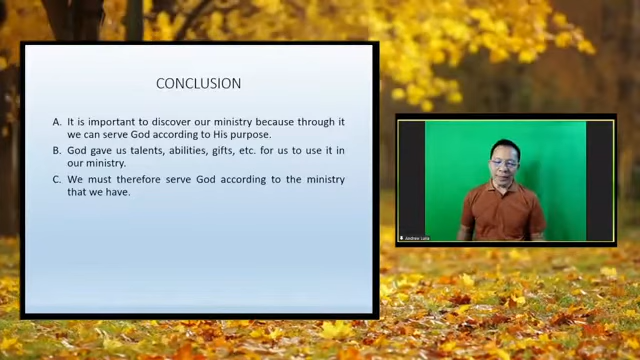 CONCLUSION
A. It is important to discover our ministry because through it
we can serve God according to His purpose.
B. God gave us talents, abilities, gifts, etc. for us to use it in
our ministry.
C. We must therefore serve God according to the ministry
that we have.
Andrew Lara